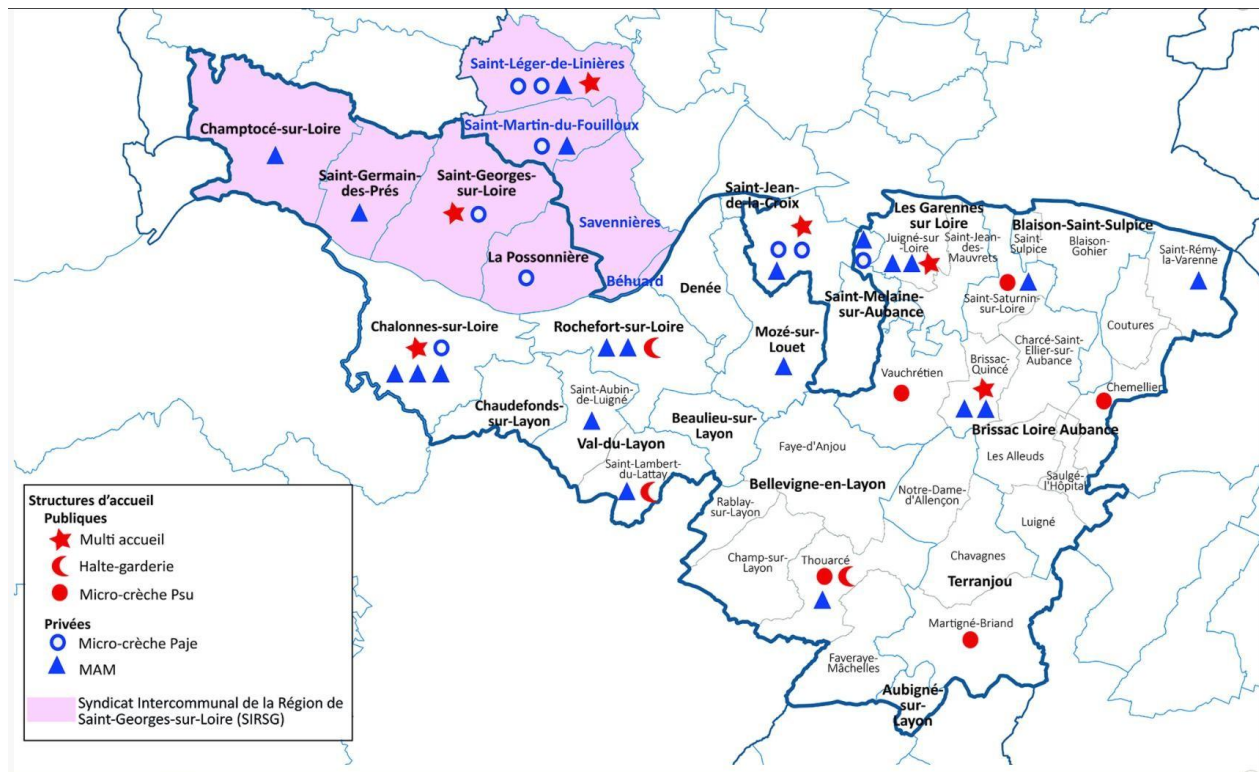 Saint-Léger-de-Linières
Saint-Martin-du-Fouilloux
Champtocé-sur-Loire
Saint-Germain-
des-Prés
Saint-Georges-
sur-Loire
Savennières
La Possonnière
Béhuard
Saint-Jean-
de-la-Croix
Denée
Les Garennes
sur Loire
Juigné-sur
-Loire
Saint-Jean-
des-
Mauvrets
Blaison-Saint-Sulpice
Saint-
Sulpice
Blaison-
Gohier
Saint-Rémy-
la-Varenne
Saint-Melaine-
sur-Aubance
Saint-Saturnin-
sur-Loire
Coutures
Chalonnes-sur-Loire
Rochefort-sur-Loire
Mozé-sur-
Louet
Charcé-Saint-
Ellier-sur-
Aubance
Brissac-
Quincé
Vauchrétien
Chemellier
Saint-Aubin-
de-Luigné
Chaudefonds-
sur-Layon
Beaulieu-sur-
Layon
Brissac Loire Aubance
Val-du-Layon
Saint-Lambert-
du-Lattay
Faye-d'Anjou
Les Alleuds
Saulgé-
l'Hôpital
Bellevigne-en-Layon
Notre-Dame-
d'Allençon
Rablay-
sur-Layon
Luigné
Champ-sur-
Layon
Thouarcé
Chavagnes
Terranjou
Martigné-Briand
Faveraye-
Mâchelles
Aubigné-
sur-
Layon
Structures d'accueil
Publiques
Multi accueil
Halte-garderie
Micro-crèche Psu
Privées
Micro-crèche Paje
MAM
Syndicat Intercommunal de la Région de
Saint-Georges-sur-Loire (SIRSG)